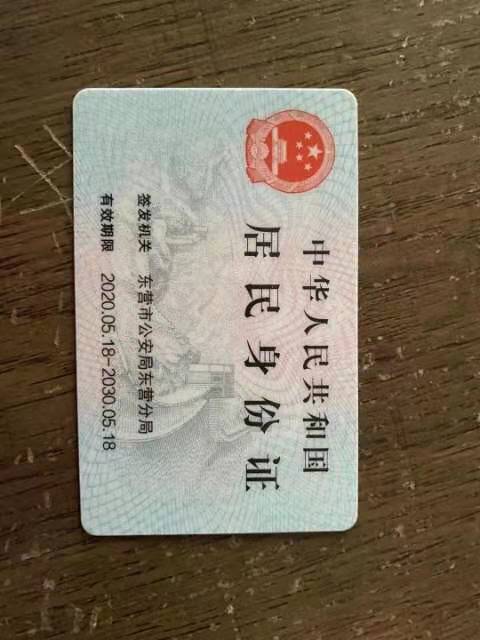 中华人民共和国
居民身份证
签发机关 东营市公安局东营分局
有效期限 2020.05.18-2030.05.18